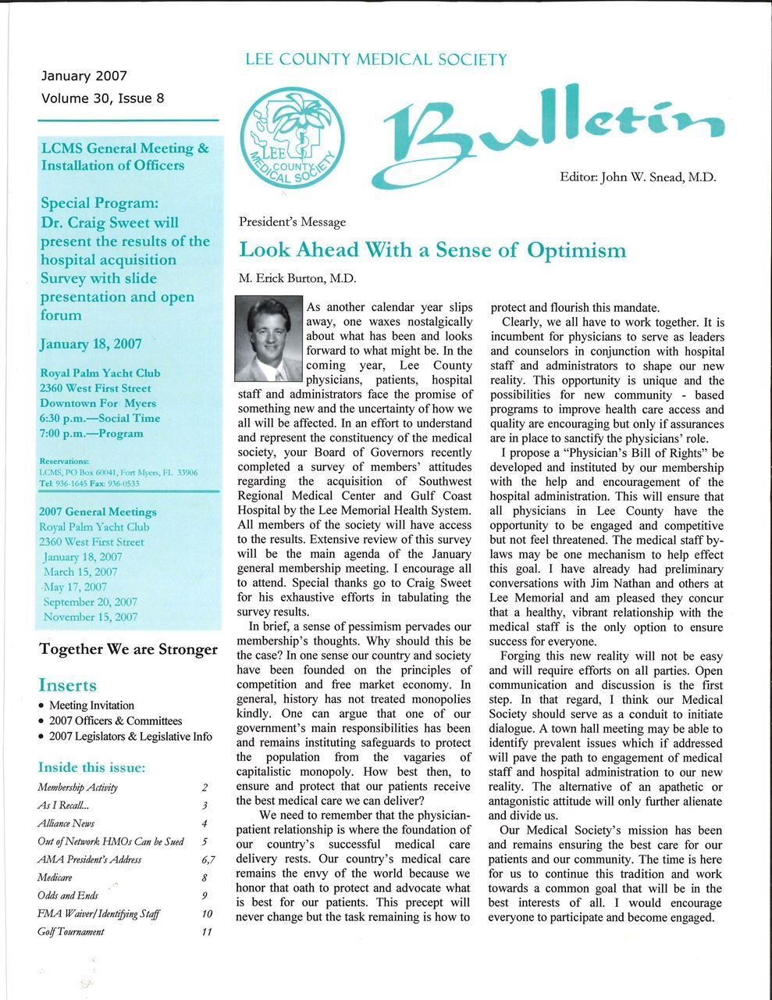 January 2007
Volume 30, Issue 8
LEE COUNTY MEDICAL SOCIETY
LEE
COUNTY
MEDICAL SOCIETY
Bulletin
Editor: John W. Snead, M.D.
LCMS General Meeting &
Installation of Officers
Special Program:
Dr. Craig Sweet will
present the results of the
hospital acquisition
Survey with slide
presentation and open
forum
January 18, 2007
Royal Palm Yacht Club
2360 West First Street
Downtown For Myers
6:30 p.m.—Social Time
7:00 p.m.—Program
Reservations:
LCMS, PO Box 60041, Fort Myers, FL 33906
Tel: 936-1645 Fax: 936-0533
2007 General Meetings
Royal Palm Yacht Club
2360 West First Street
January 18, 2007
March 15, 2007
May 17, 2007
September 20, 2007
November 15, 2007
Together We are Stronger
Inserts
• Meeting Invitation
• 2007 Officers & Committees
• 2007 Legislators & Legislative Info
Inside this issue:
Membership Activity 2
As I Recall... 3
Alliance News 4
Out of Network HMOs Can be Sued 5
AMA President's Address 6,7
Medicare 8
Odds and Ends 9
FMA Waiver/Identifying Staff 10
Golf Tournament 11
President's Message
Look Ahead With a Sense of Optimism
M. Erick Burton, M.D.
As another calendar year slips
away, one waxes nostalgically
about what has been and looks
forward to what might be. In the
coming year, Lee County
physicians, patients, hospital
staff and administrators face the promise of
something new and the uncertainty of how we
all will be affected. In an effort to understand
and represent the constituency of the medical
society, your Board of Governors recently
completed a survey of members' attitudes
regarding the acquisition of Southwest
Regional Medical Center and Gulf Coast
Hospital by the Lee Memorial Health System.
All members of the society will have access
to the results. Extensive review of this survey
will be the main agenda of the January
general membership meeting. I encourage all
to attend. Special thanks go to Craig Sweet
for his exhaustive efforts in tabulating the
survey results.
In brief, a sense of pessimism pervades our
membership's thoughts. Why should this be
the case? In one sense our country and society
have been founded on the principles of
competition and free market economy. In
general, history has not treated monopolies
kindly. One can argue that one of our
government's main responsibilities has been
and remains instituting safeguards to protect
the population from the vagaries of
capitalistic monopoly. How best then, to
ensure and protect that our patients receive
the best medical care we can deliver?
We need to remember that the physician-
patient relationship is where the foundation of
our country's successful medical care
delivery rests. Our country's medical care
remains the envy of the world because we
honor that oath to protect and advocate what
is best for our patients. This precept will
never change but the task remaining is how to
protect and flourish this mandate.
Clearly, we all have to work together. It is
incumbent for physicians to serve as leaders
and counselors in conjunction with hospital
staff and administrators to shape our new
reality. This opportunity is unique and the
possibilities for new community - based
programs to improve health care access and
quality are encouraging but only if assurances
are in place to sanctify the physicians' role.
I propose a “Physician's Bill of Rights” be
developed and instituted by our membership
with the help and encouragement of the
hospital administration. This will ensure that
all physicians in Lee County have the
opportunity to be engaged and competitive
but not feel threatened. The medical staff by-
laws may be one mechanism to help effect
this goal. I have already had preliminary
conversations with Jim Nathan and others at
Lee Memorial and am pleased they concur
that a healthy, vibrant relationship with the
medical staff is the only option to ensure
success for everyone.
Forging this new reality will not be easy
and will require efforts on all parties. Open
communication and discussion is the first
step. In that regard, I think our Medical
Society should serve as a conduit to initiate
dialogue. A town hall meeting may be able to
identify prevalent issues which if addressed
will pave the path to engagement of medical
staff and hospital administration to our new
reality. The alternative of an apathetic or
antagonistic attitude will only further alienate
and divide us.
Our Medical Society's mission has been
and remains ensuring the best care for our
patients and our community. The time is here
for us to continue this tradition and work
towards a common goal that will be in the
best interests of all. I would encourage
everyone to participate and become engaged.